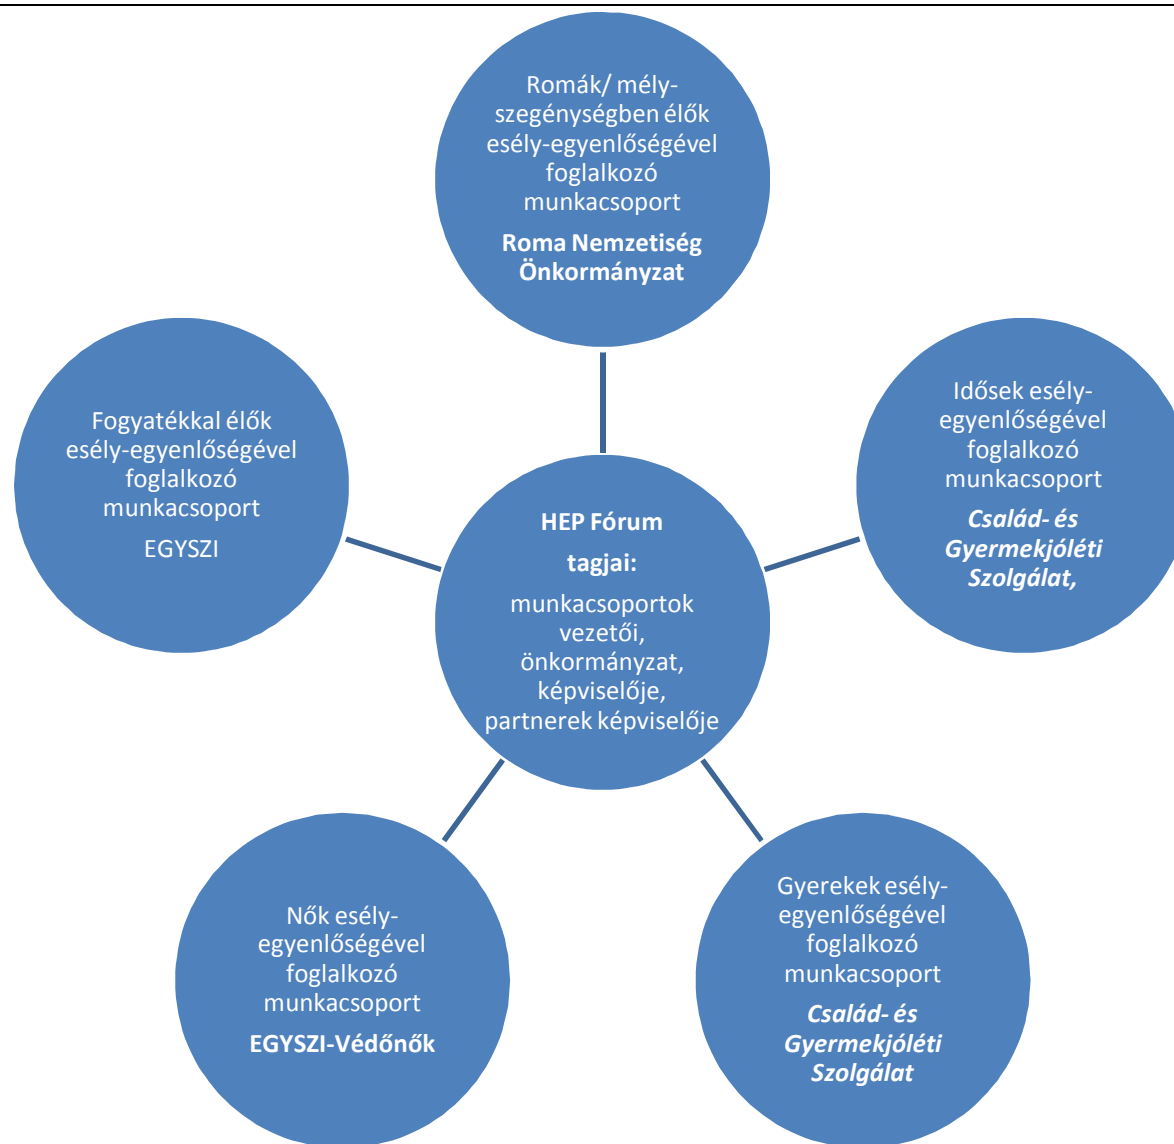 Romák/ mély-
szegénységben élők
esély-egyenlőségével
foglalkozó
munkacsoport
Roma Nemzetiség
Önkormányzat
Idősek esély-
egyenlőségével
foglalkozó
munkacsoport
Család- és
Gyermekjóléti
Szolgálat,
Fogyatékkal élők
esély-egyenlőségével
foglalkozó
munkacsoport
EGYSZI
HEP Fórum
tagjai:
munkacsoportok
vezetői,
önkormányzat,
képviselője,
partnerek képviselője
Gyerekek esély-
egyenlőségével
foglalkozó
munkacsoport
Család- és
Gyermekjóléti
Szolgálat
Nők esély-
egyenlőségével
foglalkozó
munkacsoport
EGYSZI-Védőnők